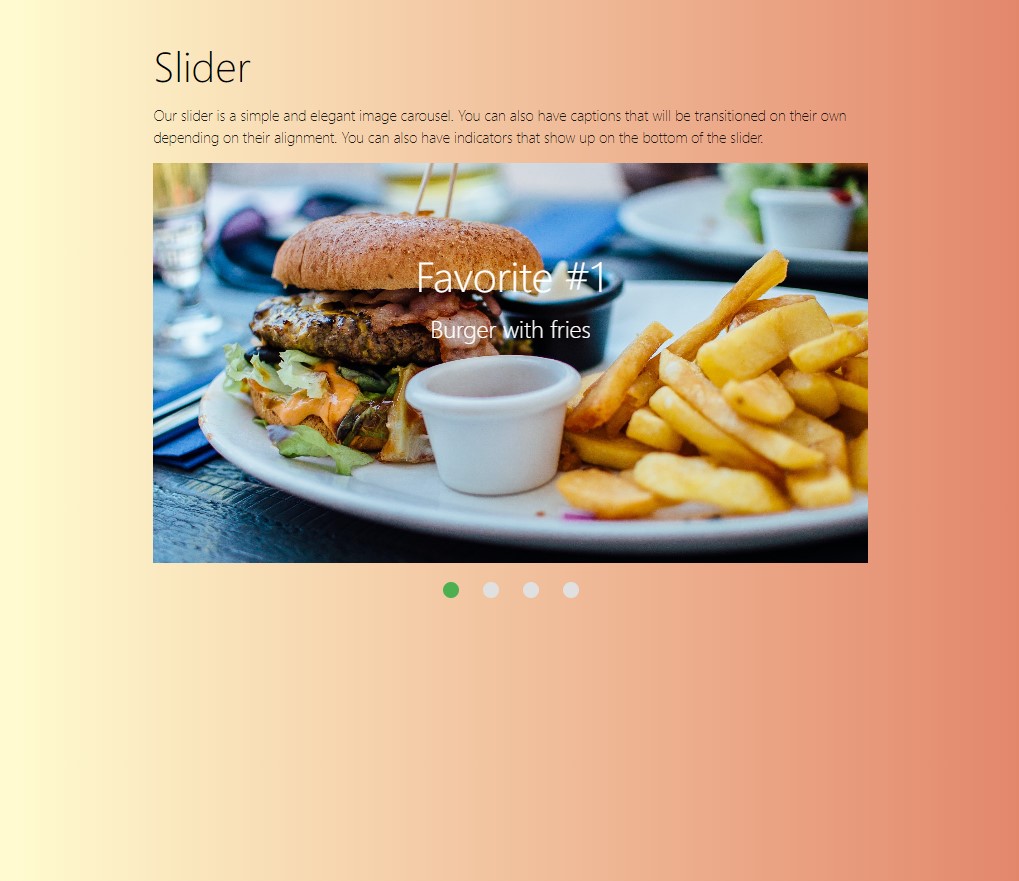 Slider
Our slider is a simple and elegant image carousel. You can also have captions that will be transitioned on their own
depending on their alignment. You can also have indicators that show up on the bottom of the slider.
Favorite #1
Burger with fries